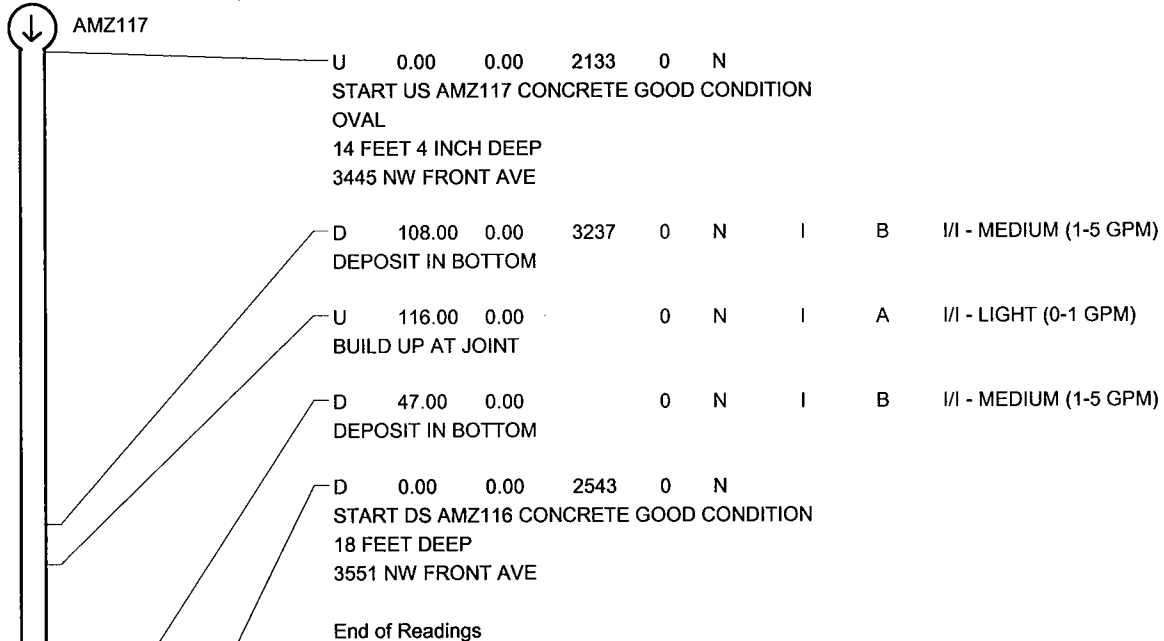 AMZ117
U 0.00 0.00 2133 0 N
START US AMZ117 CONCRETE GOOD CONDITION
OVAL
14 FEET 4 INCH DEEP
3445 NW FRONT AVE
D 108.00 0.00 3237 0 N I B I/I - MEDIUM (1-5 GPM)
DEPOSIT IN BOTTOM
U 116.00 0.00 0 N I A I/I - LIGHT (0-1 GPM)
BUILD UP AT JOINT
D 47.00 0.00 0 N I B I/I - MEDIUM (1-5 GPM)
DEPOSIT IN BOTTOM
D 0.00 0.00 2543 0 N
START DS AMZ116 CONCRETE GOOD CONDITION
18 FEET DEEP
3551 NW FRONT AVE
End of Readings